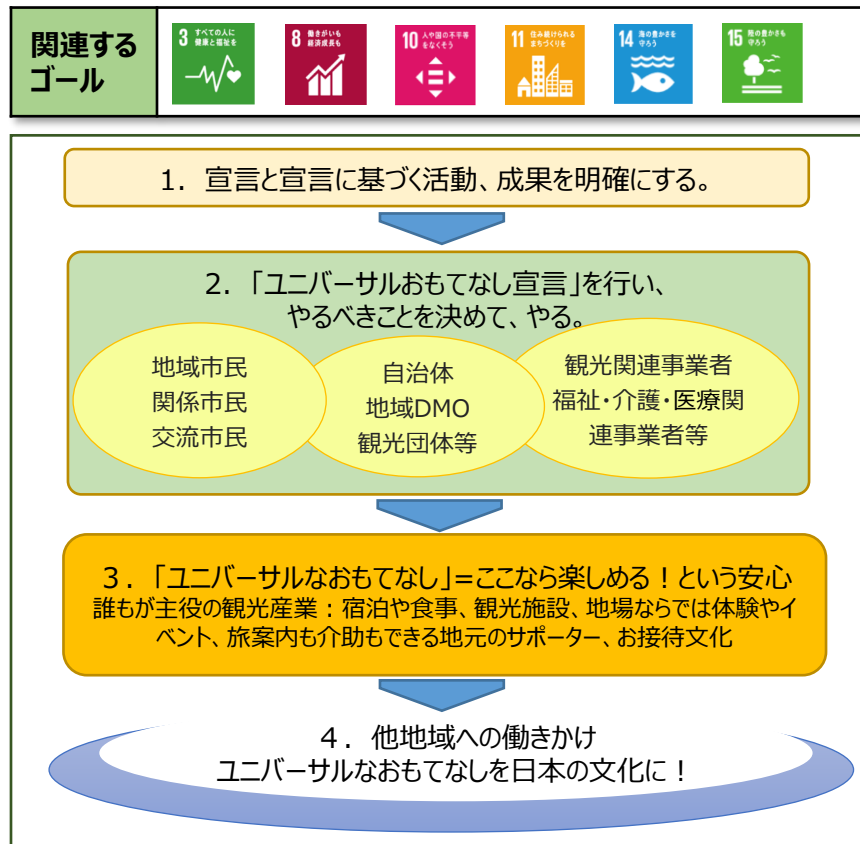 関連する
ゴール
3 すべての人に
健康と福祉を
8 働きがいも
経済成長も
10 人や国の不平等
をなくそう
11 住み続けられる
まちづくりを
14 海の豊かさを
守ろう
15 陸の豊かさも
守ろう
1．宣言と宣言に基づく活動、成果を明確にする。
2．「ユニバーサルおもてなし宣言」を行い、
やるべきことを決めて、やる。
地域市民
関係市民
交流市民
自治体
地域DMO
観光団体等
観光関連事業者
福祉・介護・医療関
連事業者等
３．「ユニバーサルなおもてなし」=ここなら楽しめる！という安心
誰もが主役の観光産業：宿泊や食事、観光施設、地場ならでは体験やイ
ベント、旅案内も介助もできる地元のサポーター、お接待文化
４．他地域への働きかけ
ユニバーサルなおもてなしを日本の文化に！